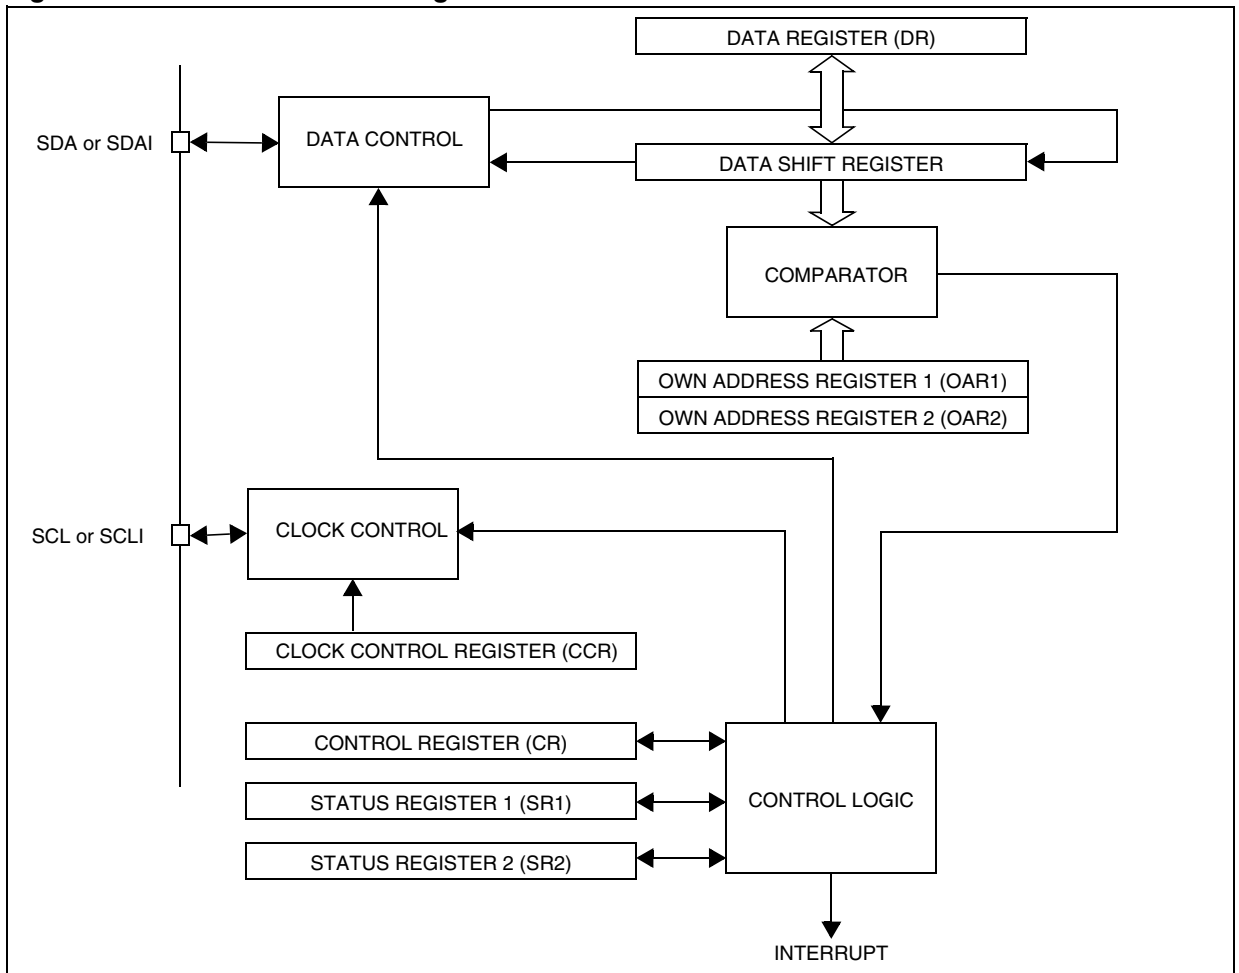 DATA REGISTER (DR)
SDA or SDAI
DATA CONTROL
DATA SHIFT REGISTER
COMPARATOR
OWN ADDRESS REGISTER 1 (OAR1)
OWN ADDRESS REGISTER 2 (OAR2)
SCL or SCLI
CLOCK CONTROL
CLOCK CONTROL REGISTER (CCR)
CONTROL REGISTER (CR)
STATUS REGISTER 1 (SR1)
CONTROL LOGIC
STATUS REGISTER 2 (SR2)
INTERRUPT